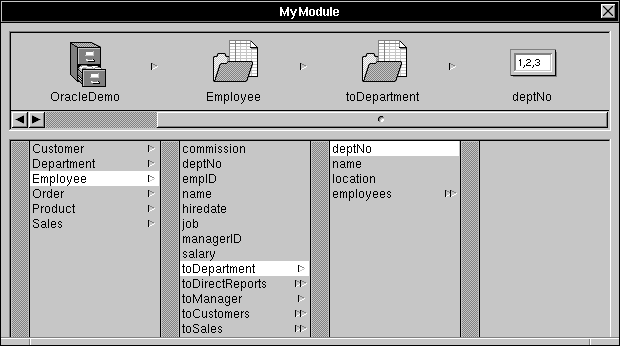 MyModule
OracleDemo
Employee
toDepartment
1,2,3
deptNo
Customer
Department
Employee
Order
Product
Sales
commission
deptNo
empID
name
hiredate
job
managerID
salary
toDepartment
toDirectReports
toManager
toCustomers
toSales
deptNo
name
location
employees